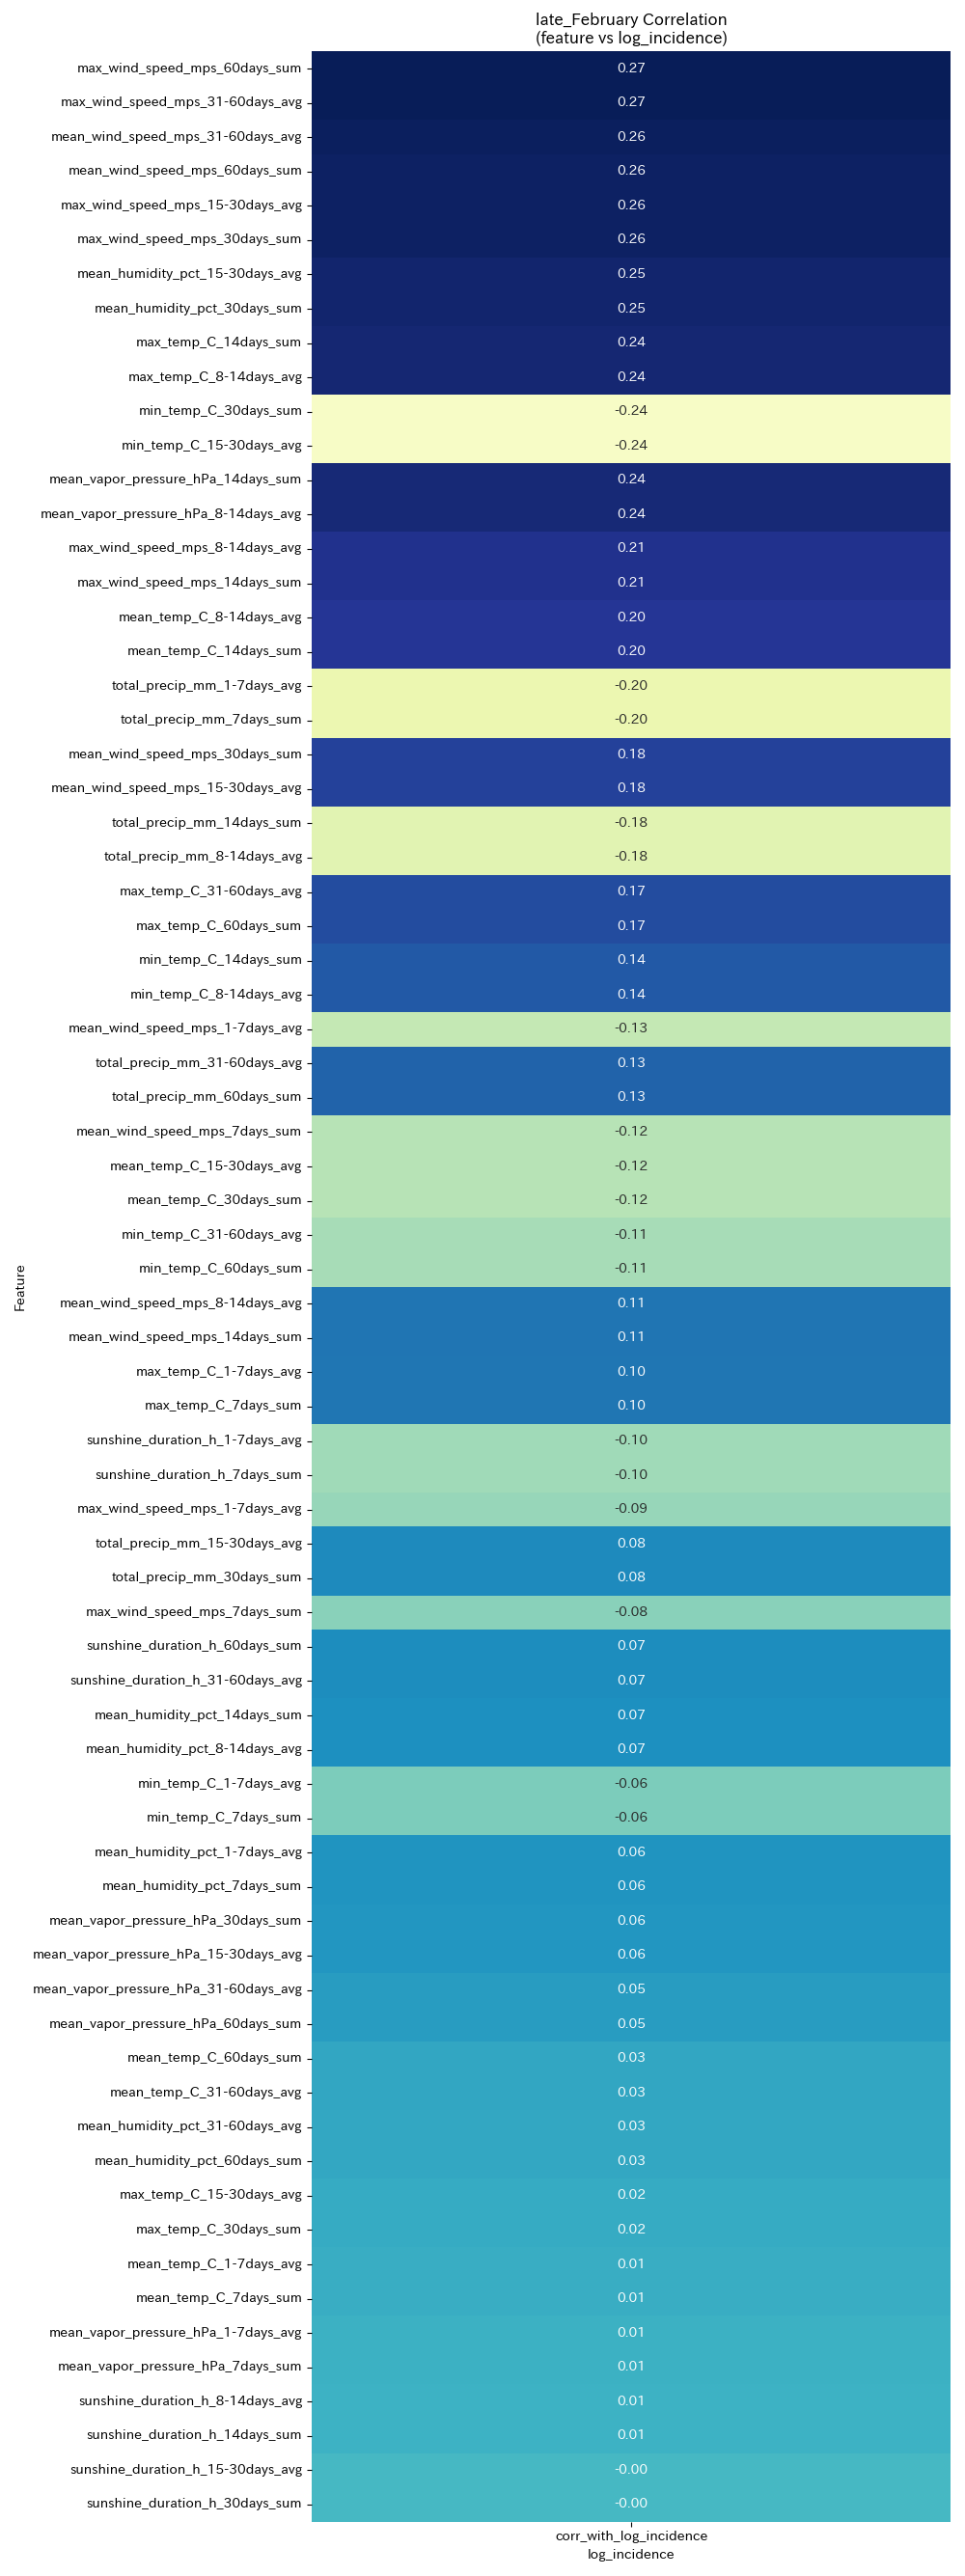 late_February Correlation
(feature vs log_incidence)
max_wind_speed_mps_60days_sum 0.27
max_wind_speed_mps_31-60days_avg 0.27
mean_wind_speed_mps_31-60days_avg 0.26
mean_wind_speed_mps_60days_sum 0.26
max_wind_speed_mps_15-30days_avg 0.26
max_wind_speed_mps_30days_sum 0.26
mean_humidity_pct_15-30days_avg 0.25
mean_humidity_pct_30days_sum 0.25
max_temp_C_14days_sum 0.24
max_temp_C_8-14days_avg 0.24
min_temp_C_30days_sum -0.24
min_temp_C_15-30days_avg -0.24
mean_vapor_pressure_hPa_14days_sum 0.24
mean_vapor_pressure_hPa_8-14days_avg 0.24
max_wind_speed_mps_8-14days_avg 0.21
max_wind_speed_mps_14days_sum 0.21
mean_temp_C_8-14days_avg 0.20
mean_temp_C_14days_sum 0.20
total_precip_mm_1-7days_avg -0.20
total_precip_mm_7days_sum -0.20
mean_wind_speed_mps_30days_sum 0.18
mean_wind_speed_mps_15-30days_avg 0.18
total_precip_mm_14days_sum -0.18
total_precip_mm_8-14days_avg -0.18
max_temp_C_31-60days_avg 0.17
max_temp_C_60days_sum 0.17
min_temp_C_14days_sum 0.14
min_temp_C_8-14days_avg 0.14
mean_wind_speed_mps_1-7days_avg -0.13
total_precip_mm_31-60days_avg 0.13
total_precip_mm_60days_sum 0.13
mean_wind_speed_mps_7days_sum -0.12
mean_temp_C_15-30days_avg -0.12
mean_temp_C_30days_sum -0.12
min_temp_C_31-60days_avg -0.11
min_temp_C_60days_sum -0.11
Feature
mean_wind_speed_mps_8-14days_avg 0.11
mean_wind_speed_mps_14days_sum 0.11
max_temp_C_1-7days_avg 0.10
max_temp_C_7days_sum 0.10
sunshine_duration_h_1-7days_avg -0.10
sunshine_duration_h_7days_sum -0.10
max_wind_speed_mps_1-7days_avg -0.09
total_precip_mm_15-30days_avg 0.08
total_precip_mm_30days_sum 0.08
max_wind_speed_mps_7days_sum -0.08
sunshine_duration_h_60days_sum 0.07
sunshine_duration_h_31-60days_avg 0.07
mean_humidity_pct_14days_sum 0.07
mean_humidity_pct_8-14days_avg 0.07
min_temp_C_1-7days_avg -0.06
min_temp_C_7days_sum -0.06
mean_humidity_pct_1-7days_avg 0.06
mean_humidity_pct_7days_sum 0.06
mean_vapor_pressure_hPa_30days_sum 0.06
mean_vapor_pressure_hPa_15-30days_avg 0.06
mean_vapor_pressure_hPa_31-60days_avg 0.05
mean_vapor_pressure_hPa_60days_sum 0.05
mean_temp_C_60days_sum 0.03
mean_temp_C_31-60days_avg 0.03
mean_humidity_pct_31-60days_avg 0.03
mean_humidity_pct_60days_sum 0.03
max_temp_C_15-30days_avg 0.02
max_temp_C_30days_sum 0.02
mean_temp_C_1-7days_avg 0.01
mean_temp_C_7days_sum 0.01
mean_vapor_pressure_hPa_1-7days_avg 0.01
mean_vapor_pressure_hPa_7days_sum 0.01
sunshine_duration_h_8-14days_avg 0.01
sunshine_duration_h_14days_sum 0.01
sunshine_duration_h_15-30days_avg -0.00
sunshine_duration_h_30days_sum -0.00
corr_with_log_incidence
log_incidence